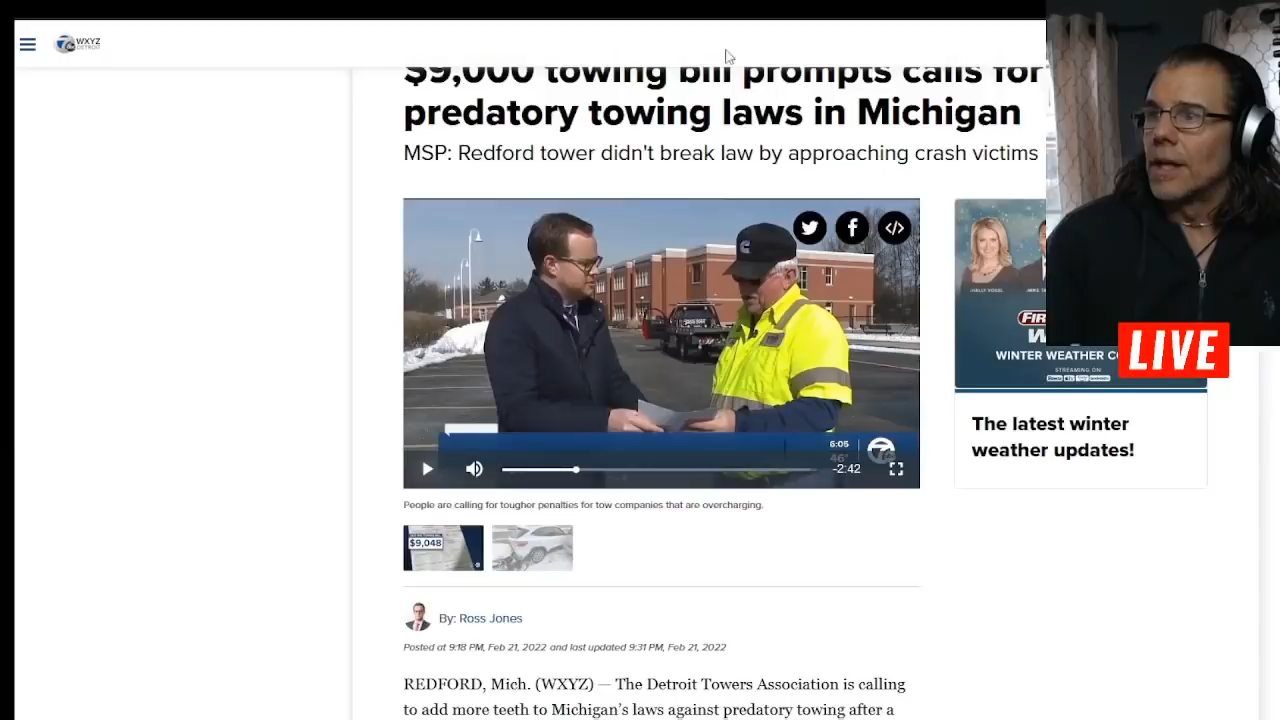 WXYZ
DETROIT
$9,000 towing bill prompts calls for
predatory towing laws in Michigan
MSP: Redford tower didn't break law by approaching crash victims
6:05
46°
-2:42
WINTER WEATHER
STREAMING ON
LIVE
The latest winter
weather updates!
People are calling for tougher penalties for tow companies that are overcharging.
$9,048
By: Ross Jones
Posted at 9:18 PM, Feb 21, 2022 and last updated 9:31 PM, Feb 21, 2022
REDFORD, Mich. (WXYZ) — The Detroit Towers Association is calling
to add more teeth to Michigan's laws against predatory towing after a